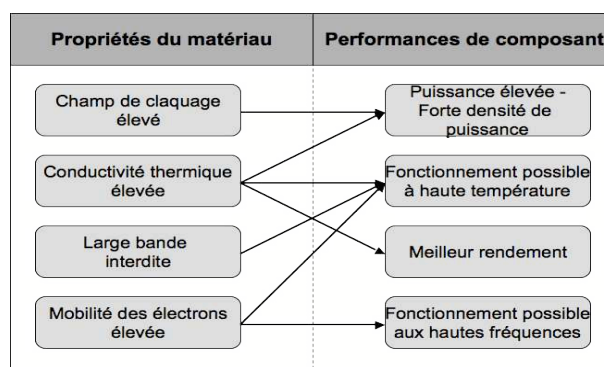 Propriétés du matériau
Performances de composant
Champ de claquage
élevé
Puissance élevée -
Forte densité de
puissance
Conductivité thermique
élevée
Fonctionnement possible
à haute température
Large bande
interdite
Meilleur rendement
Mobilité des électrons
élevée
Fonctionnement possible
aux hautes fréquences